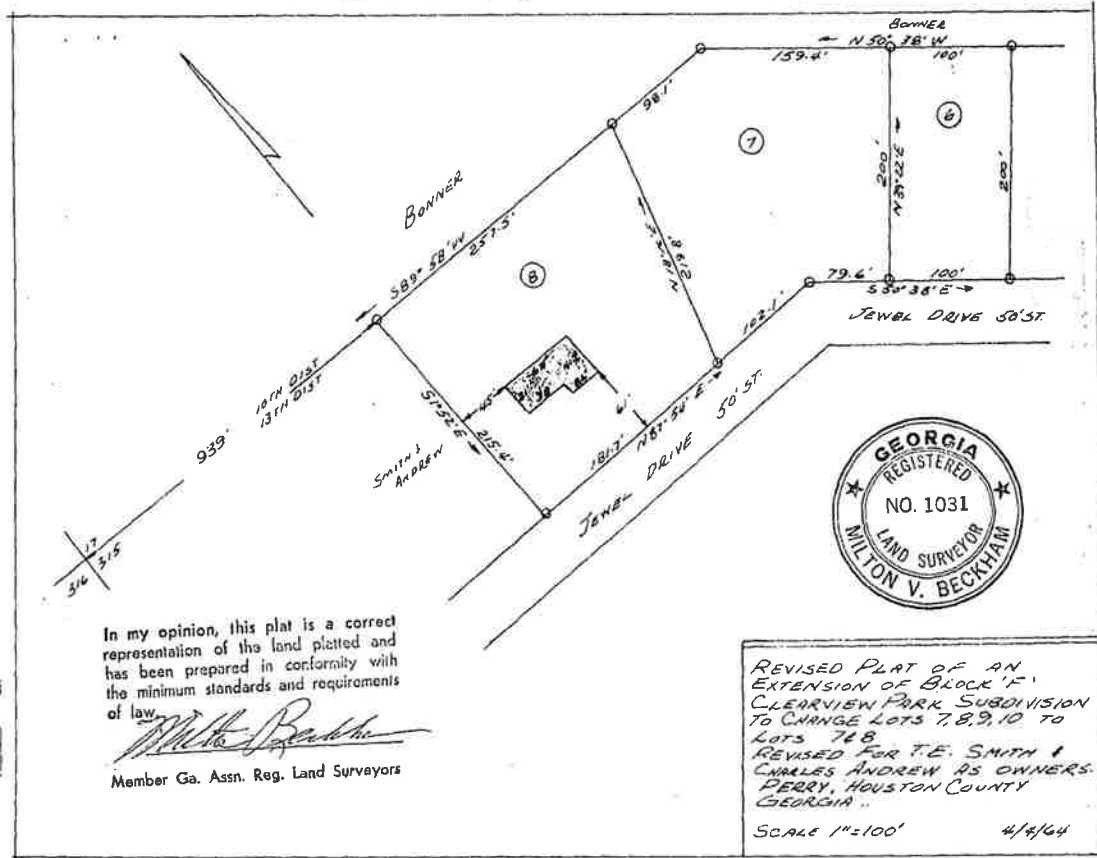 BONNER
← N 50° 38' W
159.4'
100'
98.1'
6
7
200'
N 39° 22' E →
200'
BONNER
S 89° 58' W
257.5'
8
219.8'
79.6'
100'
S 50° 38' E →
JEWEL DRIVE 50' ST.
102.1'
10TH DIST
13TH DIST
939'
45'
61'
S 1° 52' E →
215.4'
SMITH &
ANDREW
181.7'
JEWEL DRIVE 50' ST.
17
316 315
GEORGIA
REGISTERED
NO. 1031
LAND SURVEYOR
MILTON V. BECKHAM
In my opinion, this plat is a correct
representation of the land platted and
has been prepared in conformity with
the minimum standards and requirements
of law.
Milton Beckham
Member Ga. Assn. Reg. Land Surveyors
REVISED PLAT OF AN
EXTENSION OF BLOCK 'F'
CLEARVIEW PARK SUBDIVISION
TO CHANGE LOTS 7,8,9,10 TO
LOTS 7&8
REVISED FOR T.E. SMITH &
CHARLES ANDREW AS OWNERS.
PERRY, HOUSTON COUNTY
GEORGIA..
SCALE 1"=100' 4/4/64